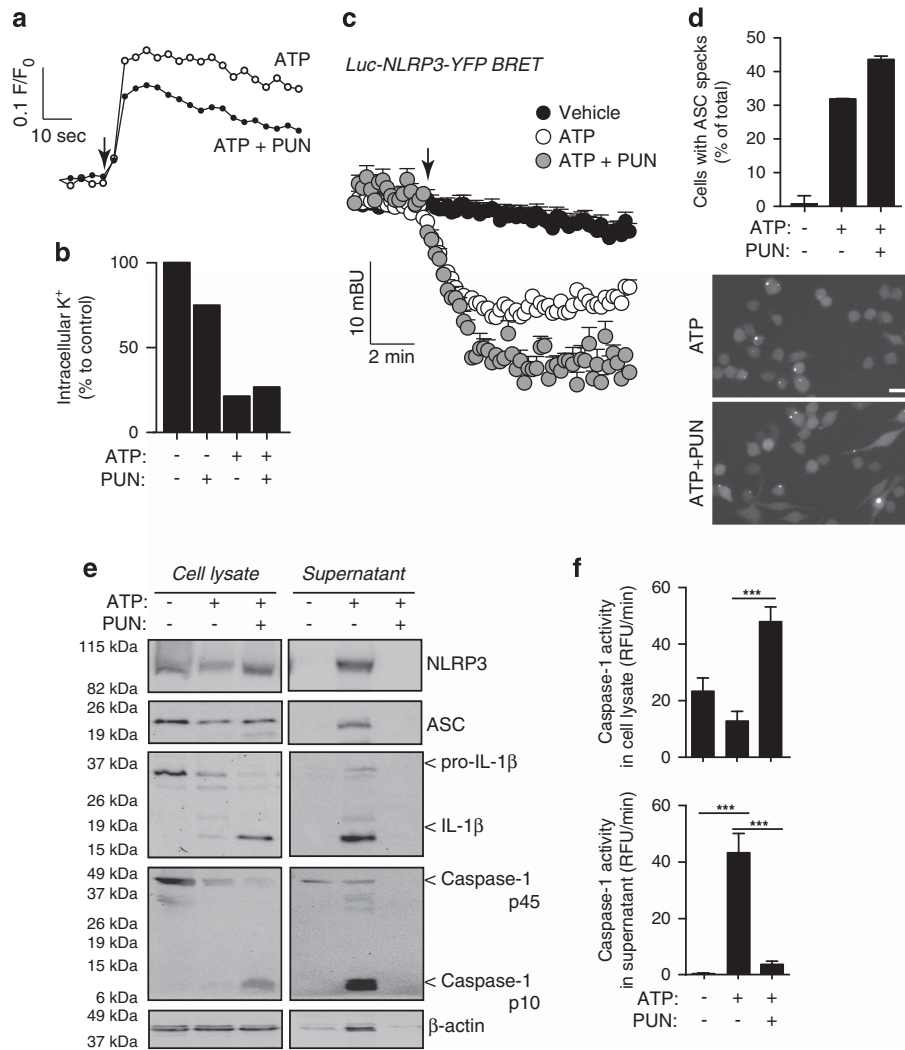 a
0.1 F/F0
10 sec
ATP
ATP + PUN
b
Intracellular K+
(% to control)
100
50
0
ATP: - - + +
PUN: - + - +
c
Luc-NLRP3-YFP BRET
Vehicle
ATP
ATP + PUN
10 mBU
2 min
d
Cells with ASC specks
(% of total)
50
40
30
20
10
0
ATP: - + +
PUN: - - +
ATP
ATP+PUN
e
Cell lysate Supernatant
ATP: - + + - + +
PUN: - - + - - +
115 kDa
82 kDa
NLRP3
26 kDa
19 kDa
ASC
37 kDa
26 kDa
19 kDa
15 kDa
< pro-IL-1β
< IL-1β
49 kDa
37 kDa
26 kDa
19 kDa
15 kDa
6 kDa
< Caspase-1
p45
< Caspase-1
p10
49 kDa
37 kDa
β-actin
f
Caspase-1 activity
in cell lysate (RFU/min)
60
40
20
0
***
Caspase-1 activity
in supernatant (RFU/min)
60
40
20
0
***
***
ATP: - + +
PUN: - - +